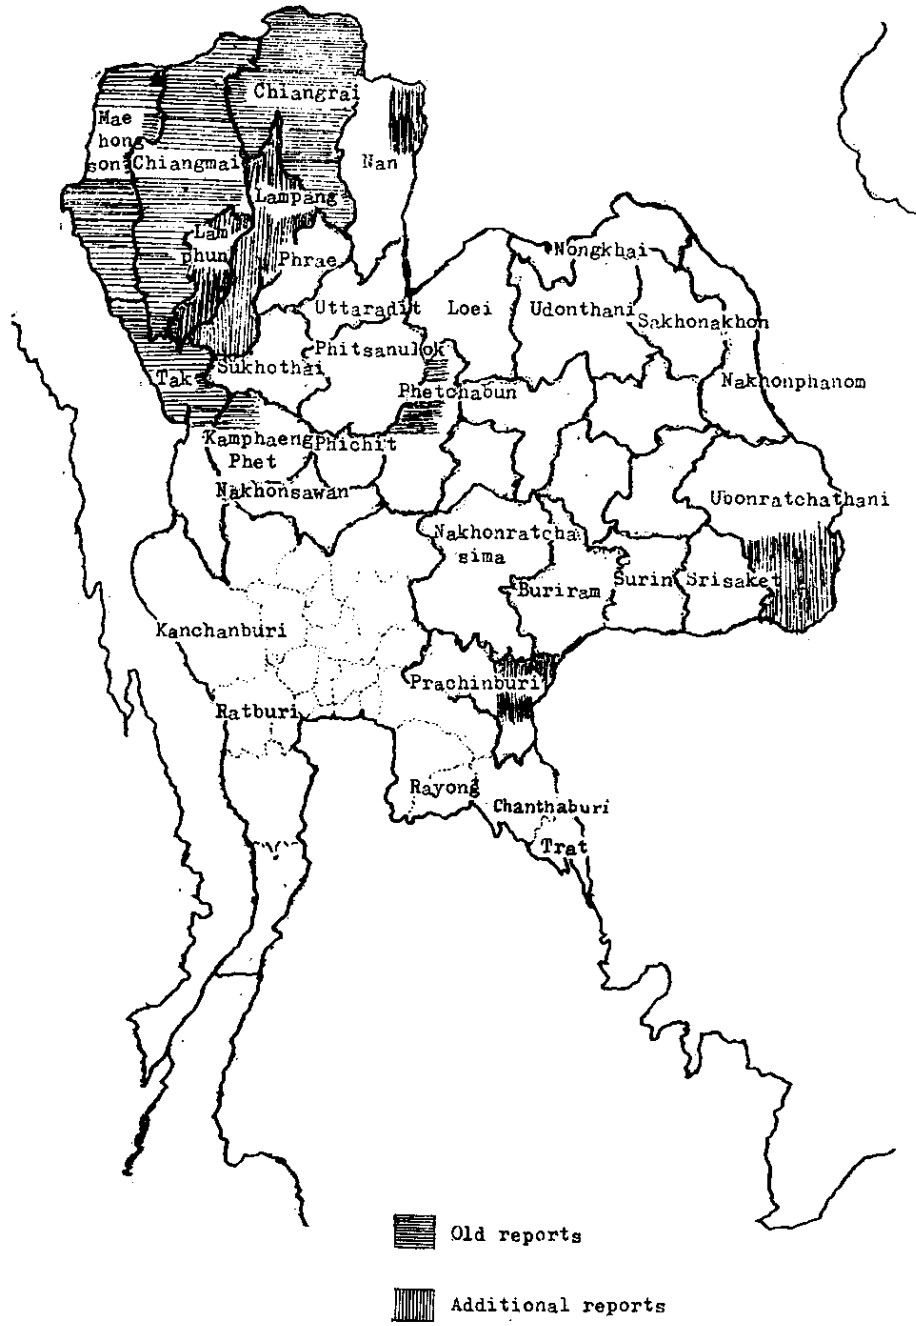 Chiangrai
Mae
hong
son
Chiangmai
Nan
Lampang
Lam
phun
Phrae
Nongkhai
Uttaradit
Loei
Udonthani
Sakhonakhon
Phitsanulok
Sukhothai
Tak
Phetchabun
Nakhonphanom
Kamphaeng
Phet
Phichit
Nakhonsawan
Ubonratchathani
Nakhonratcha
sima
Buriram
Surin
Srisaket
Kanchanburi
Prachinburi
Ratburi
Rayong
Chanthaburi
Trat
Old reports
Additional reports